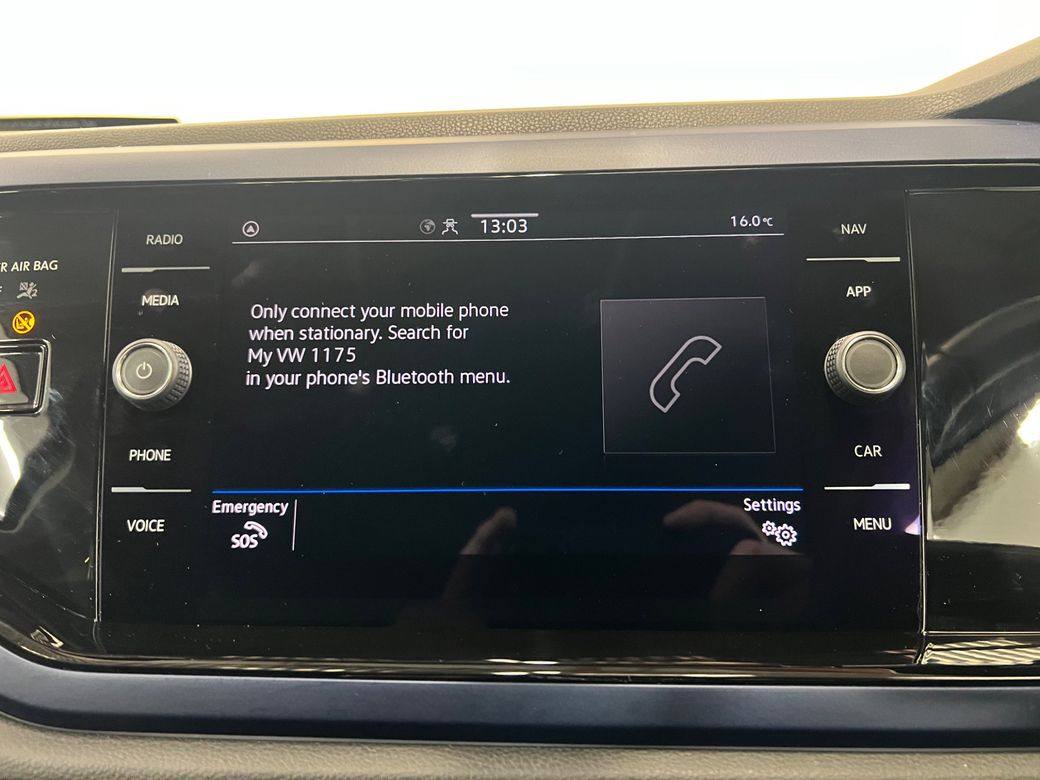 13:03
16.0°C
RADIO
MEDIA
PHONE
VOICE
R AIR BAG
Only connect your mobile phone
when stationary. Search for
My VW 1175
in your phone's Bluetooth menu.
Emergency
SOS
Settings
NAV
APP
CAR
MENU